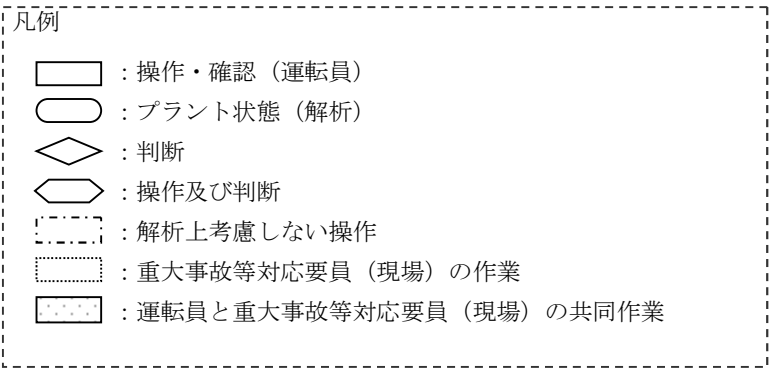 凡例
：操作・確認（運転員）
：プラント状態（解析）
：判断
：操作及び判断
：解析上考慮しない操作
：重大事故等対応要員（現場）の作業
：運転員と重大事故等対応要員（現場）の共同作業